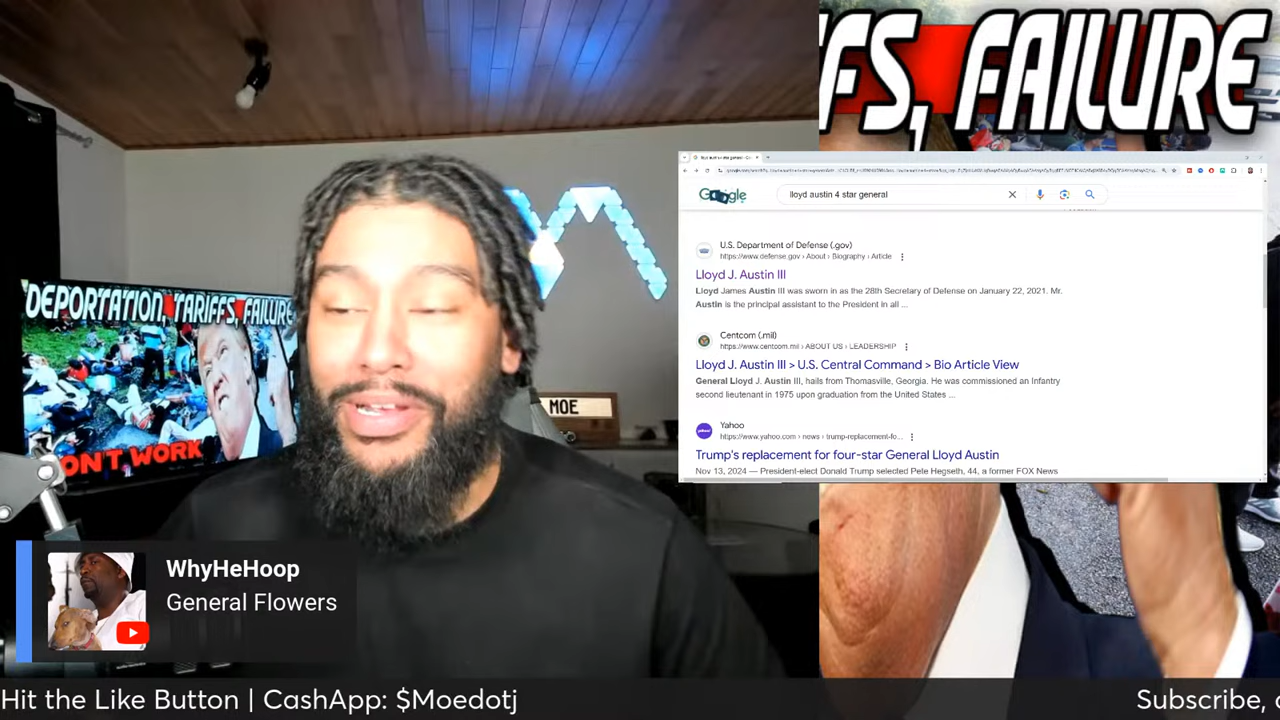 FFS, FAILURE
Google
lloyd austin 4 star general
U.S. Department of Defense (.gov)
https://www.defense.gov › About › Biography › Article
Lloyd J. Austin III
Lloyd James Austin III was sworn in as the 28th Secretary of Defense on January 22, 2021. Mr.
Austin is the principal assistant to the President in all ...
Centcom (.mil)
https://www.centcom.mil › ABOUT US › LEADERSHIP
Lloyd J. Austin III > U.S. Central Command > Bio Article View
General Lloyd J. Austin III, hails from Thomasville, Georgia. He was commissioned an Infantry
second lieutenant in 1975 upon graduation from the United States ...
Yahoo
https://www.yahoo.com › news › trump-replacement-fo...
Trump's replacement for four-star General Lloyd Austin
Nov 13, 2024 — President-elect Donald Trump selected Pete Hegseth, 44, a former FOX News
DEPORTATION, TARIFFS, FAILURE
ON'T WORK
MOE
WhyHeHoop
General Flowers
Hit the Like Button | CashApp: $Moedotj
Subscribe,